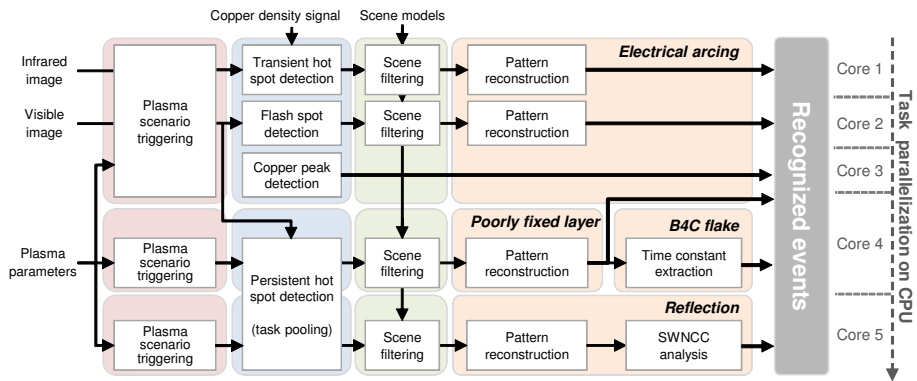 Copper density signal
Scene models
Infrared
image
Visible
image
Plasma
parameters
Plasma
scenario
triggering
Transient hot
spot detection
Scene
filtering
Pattern
reconstruction
Electrical arcing
Flash spot
detection
Scene
filtering
Pattern
reconstruction
Copper peak
detection
Plasma
scenario
triggering
Persistent hot
spot detection
(task pooling)
Scene
filtering
Poorly fixed layer
Pattern
reconstruction
B4C flake
Time constant
extraction
Plasma
scenario
triggering
Scene
filtering
Reflection
Pattern
reconstruction
SWNCC
analysis
Recognized events
Core 1
Core 2
Core 3
Core 4
Core 5
Task parallelization on CPU